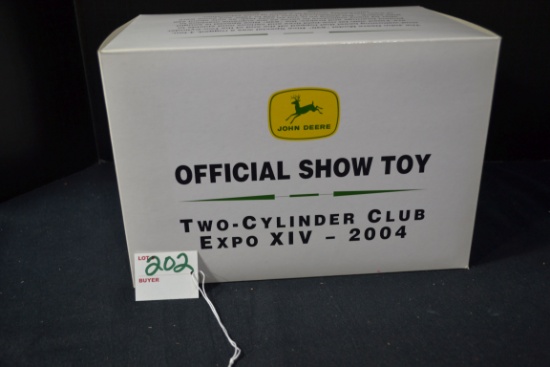 JOHN DEERE
OFFICIAL SHOW TOY
TWO-CYLINDER CLUB
EXPO XIV – 2004
LOT#
202
BUYER